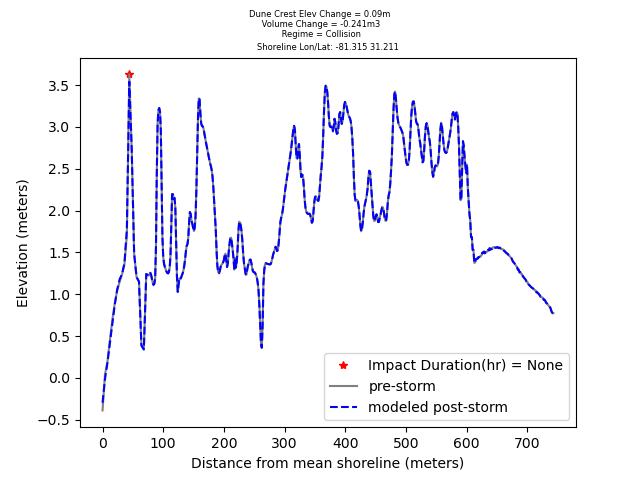 Dune Crest Elev Change = 0.09m
Volume Change = -0.241m3
Regime = Collision
Shoreline Lon/Lat: -81.315 31.211
Elevation (meters)
3.5
3.0
2.5
2.0
1.5
1.0
0.5
0.0
−0.5
Impact Duration(hr) = None
pre-storm
modeled post-storm
0 100 200 300 400 500 600 700
Distance from mean shoreline (meters)